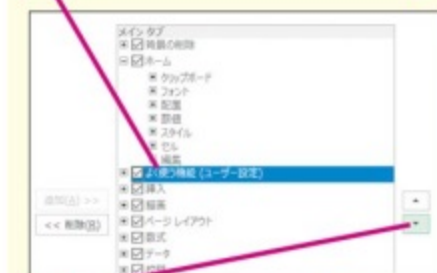 メイン タブ
背景の削除
ホーム
クリップボード
フォント
配置
数値
スタイル
セル
編集
よく使う機能 (ユーザー設定)
挿入
描画
ページ レイアウト
数式
データ
追加(A) >>
<< 削除(R)